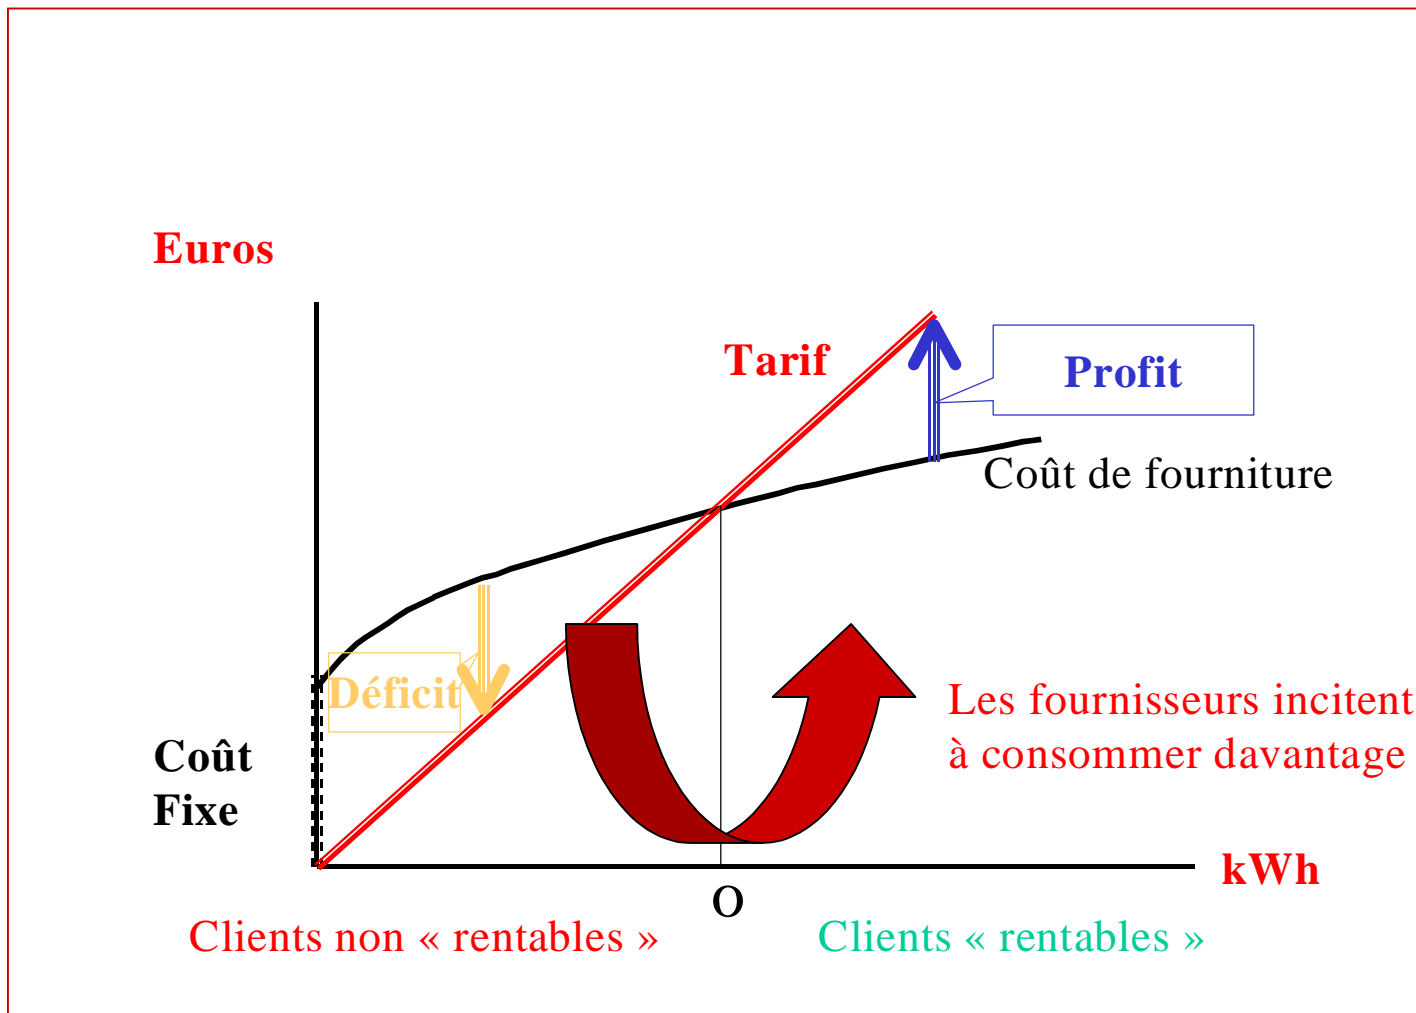 Euros
Tarif
Profit
Coût de fourniture
Déficit
Les fournisseurs incitent
à consommer davantage
Coût
Fixe
kWh
O
Clients non « rentables »
Clients « rentables »